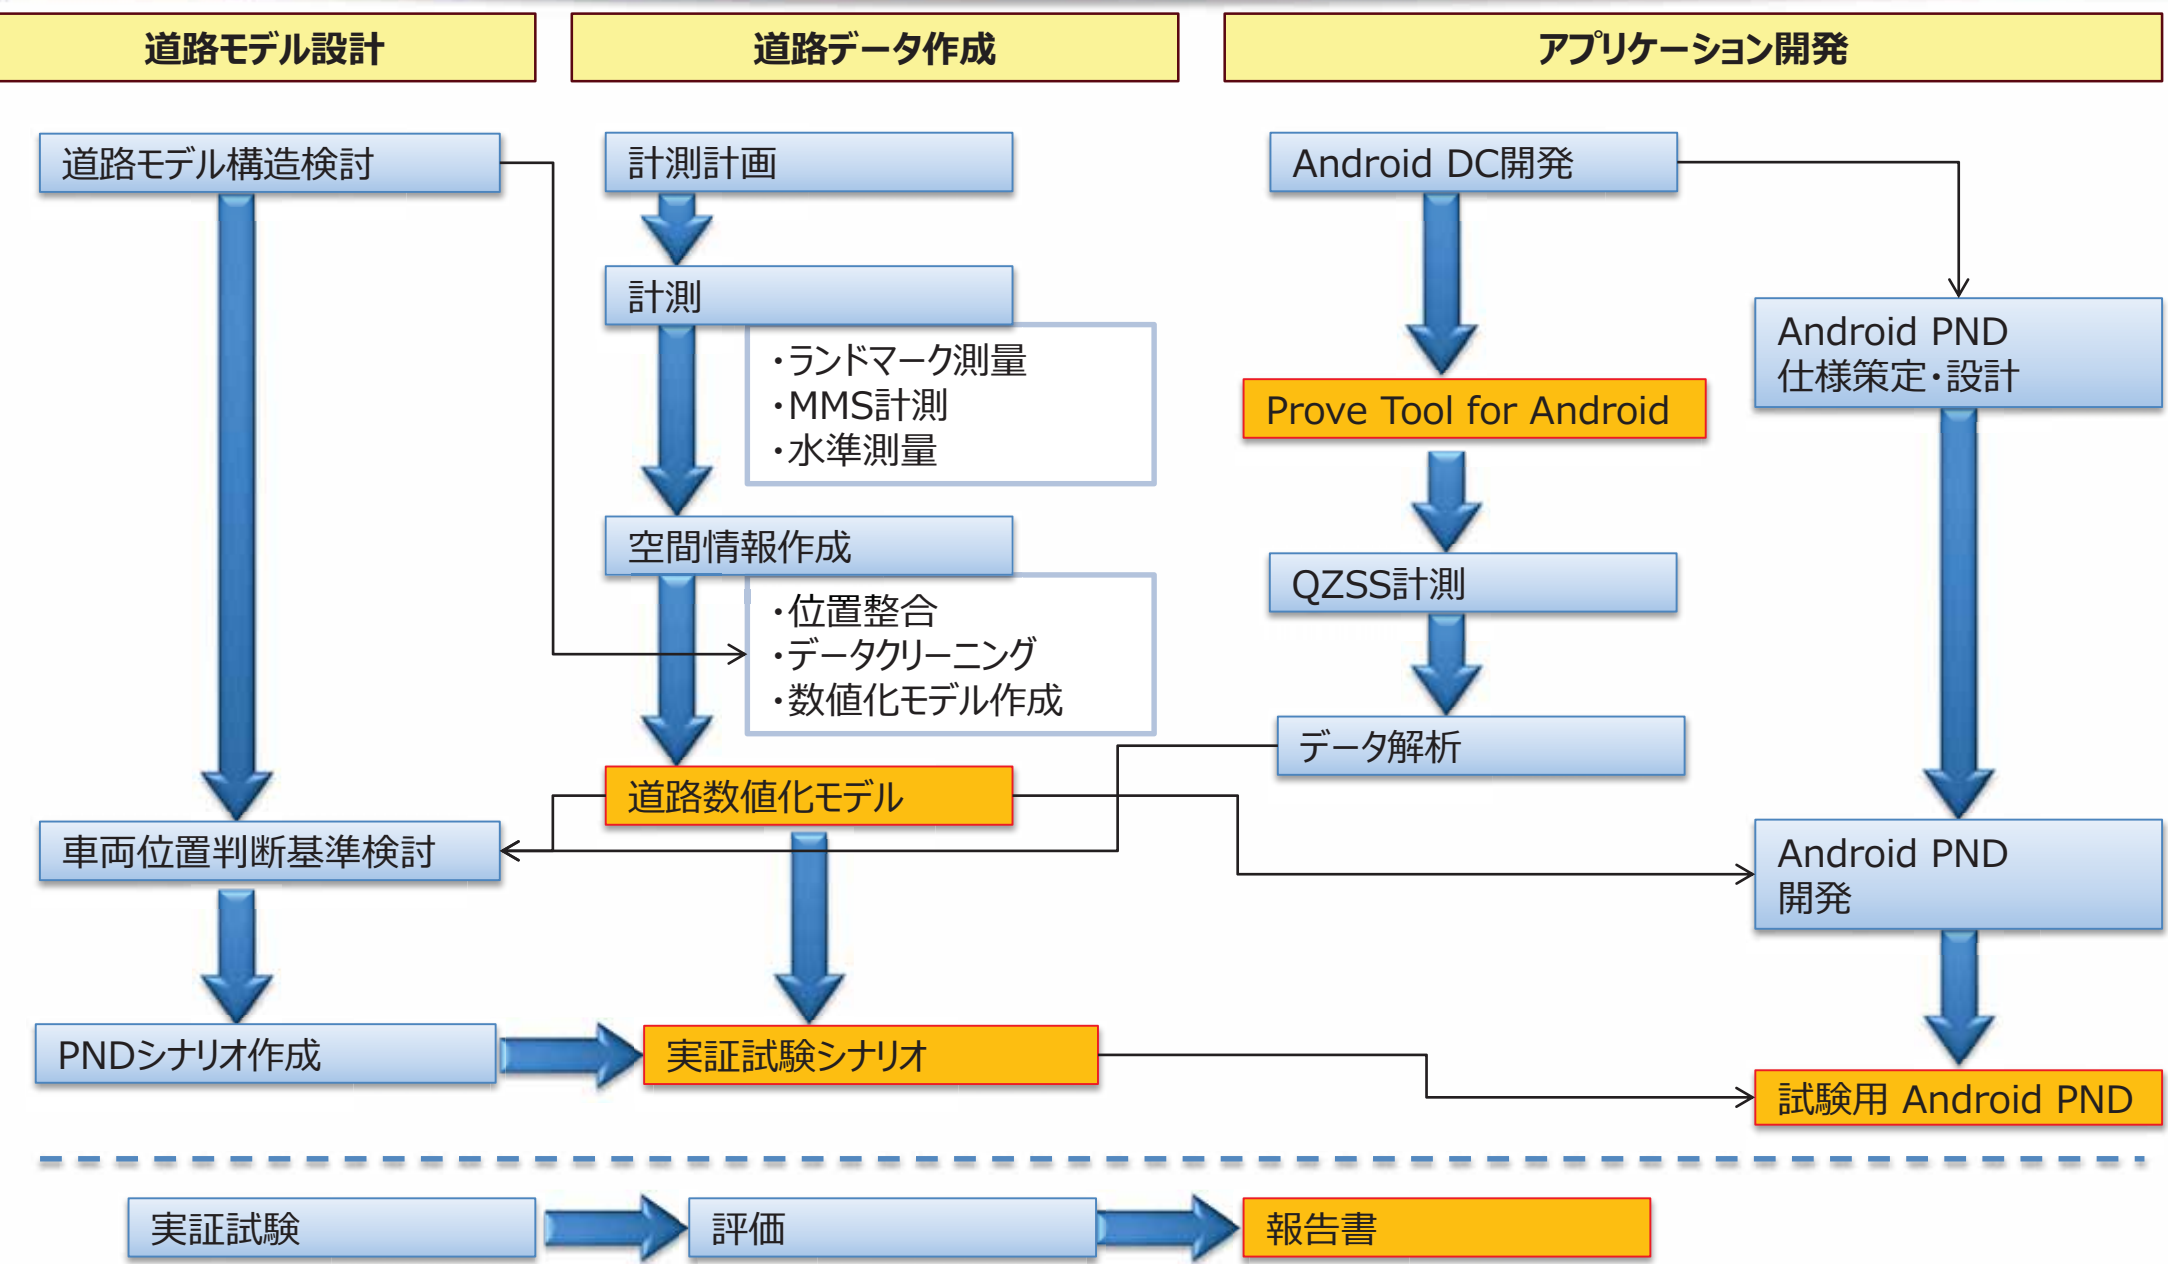 道路モデル設計
道路データ作成
アプリケーション開発
道路モデル構造検討
計測計画
Android DC開発
計測
・ランドマーク測量
・MMS計測
・水準測量
Android PND
仕様策定・設計
Prove Tool for Android
空間情報作成
・位置整合
・データクリーニング
・数値化モデル作成
QZSS計測
データ解析
道路数値化モデル
車両位置判断基準検討
Android PND
開発
PNDシナリオ作成
実証試験シナリオ
試験用 Android PND
実証試験
評価
報告書